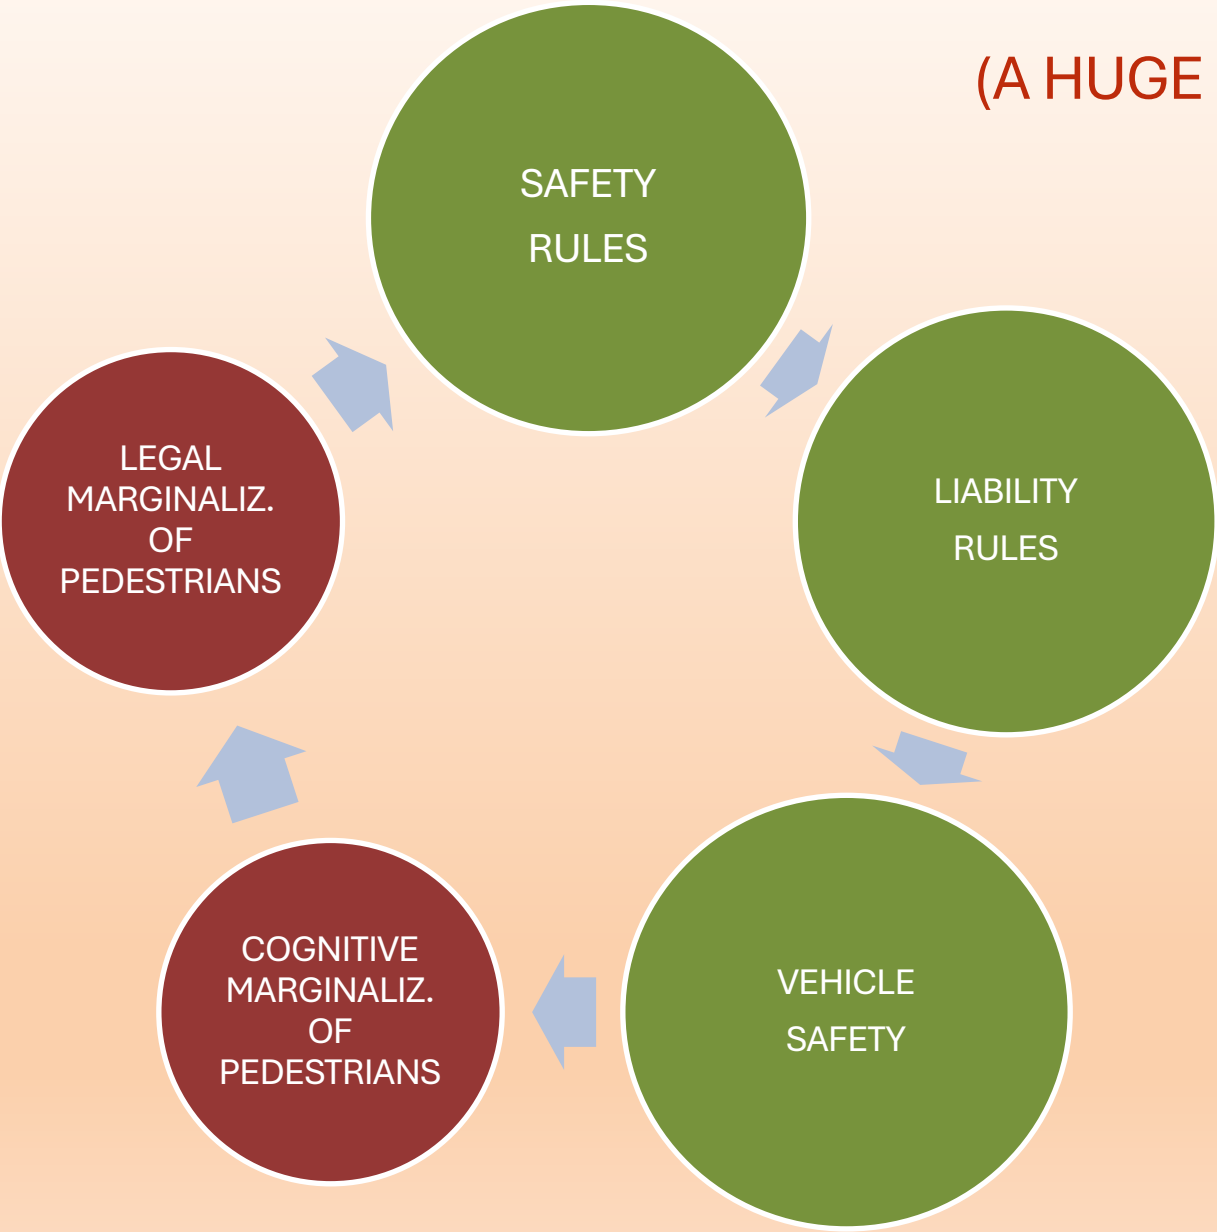 (A HUGE
SAFETY
RULES
LIABILITY
RULES
VEHICLE
SAFETY
COGNITIVE
MARGINALIZ.
OF
PEDESTRIANS
LEGAL
MARGINALIZ.
OF
PEDESTRIANS